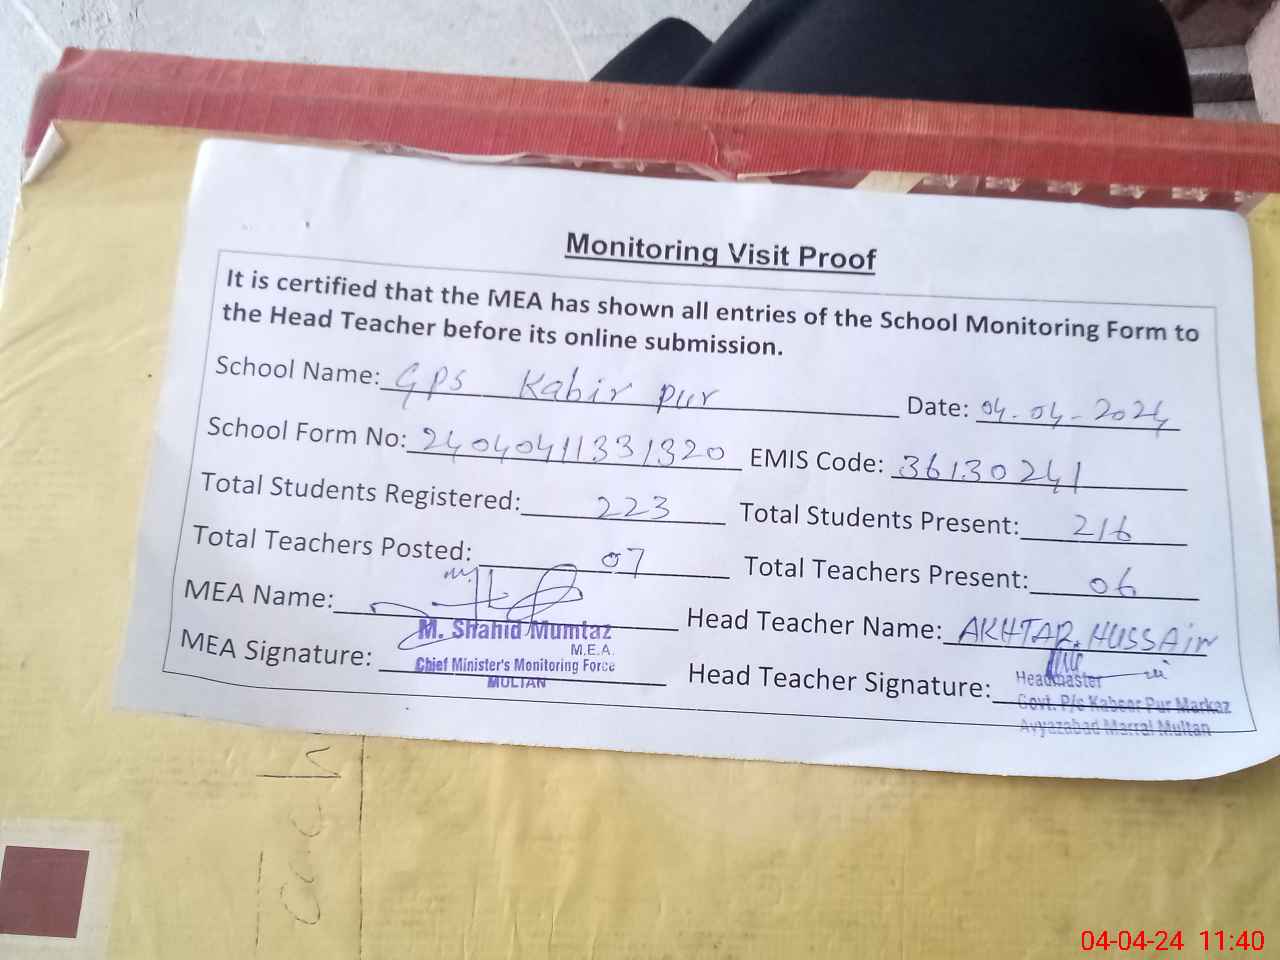 Monitoring Visit Proof
It is certified that the MEA has shown all entries of the School Monitoring Form to
the Head Teacher before its online submission.
School Name: GPS Kabir Pur Date: 04-04-2024
School Form No: 24040411331320 EMIS Code: 36130241
Total Students Registered: 223 Total Students Present: 216
Total Teachers Posted: 07 Total Teachers Present: 06
MEA Name: Head Teacher Name: AKHTAR HUSSAIN
M. Shahid Mumtaz
M.E.A.
MEA Signature: Chief Minister's Monitoring Force Head Teacher Signature: Headmaster
MULTAN
Govt. P/s Kabeer Pur Markaz
Ayyazabad Marral Multan
04-04-24 11:40